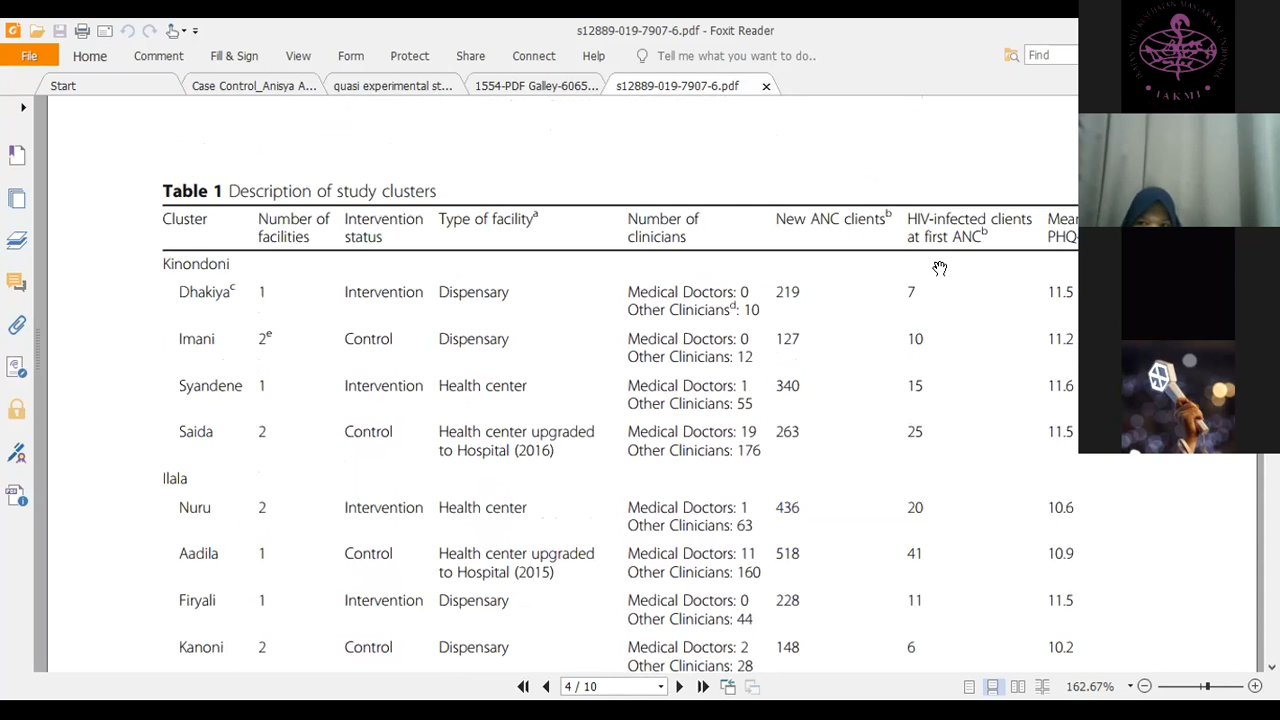 s12889-019-7907-6.pdf - Foxit Reader
File Home Comment Fill & Sign View Form Protect Share Connect Help Tell me what you want to do.. Find
Start Case Control_Anisya A... quasi experimental st... 1554-PDF Galley-6065... s12889-019-7907-6.pdf
Table 1 Description of study clusters
Cluster Number of facilities Intervention status Type of facilityᵃ Number of clinicians New ANC clientsᵇ HIV-infected clients at first ANCᵇ Mean PHQ-
Kinondoni
Dhakiyaᶜ 1 Intervention Dispensary Medical Doctors: 0 219 7 11.5
Other Cliniciansᵈ: 10
Imani 2ᵉ Control Dispensary Medical Doctors: 0 127 10 11.2
Other Clinicians: 12
Syandene 1 Intervention Health center Medical Doctors: 1 340 15 11.6
Other Clinicians: 55
Saida 2 Control Health center upgraded Medical Doctors: 19 263 25 11.5
to Hospital (2016) Other Clinicians: 176
Ilala
Nuru 2 Intervention Health center Medical Doctors: 1 436 20 10.6
Other Clinicians: 63
Aadila 1 Control Health center upgraded Medical Doctors: 11 518 41 10.9
to Hospital (2015) Other Clinicians: 160
Firyali 1 Intervention Dispensary Medical Doctors: 0 228 11 11.5
Other Clinicians: 44
Kanoni 2 Control Dispensary Medical Doctors: 2 148 6 10.2
Other Clinicians: 28
4 / 10 162.67%
IAKMI